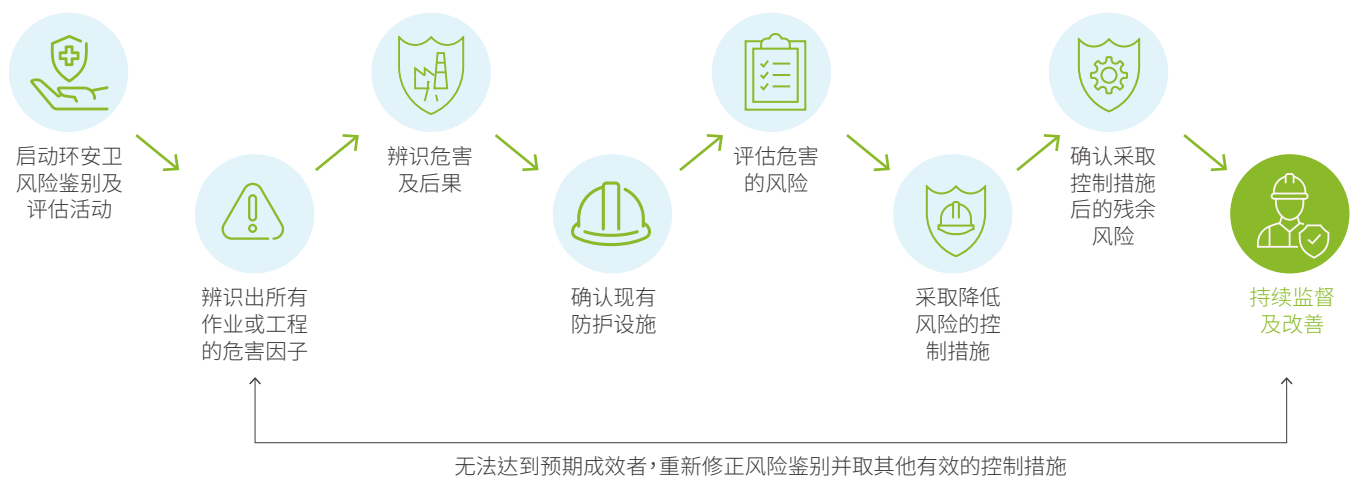 启动环安卫
风险鉴别及
评估活动
辨识出所有
作业或工程
的危害因子
辨识危害
及后果
确认现有
防护设施
评估危害
的风险
采取降低
风险的控
制措施
确认采取
控制措施
后的残余
风险
持续监督
及改善
无法达到预期成效者，重新修正风险鉴别并取其他有效的控制措施